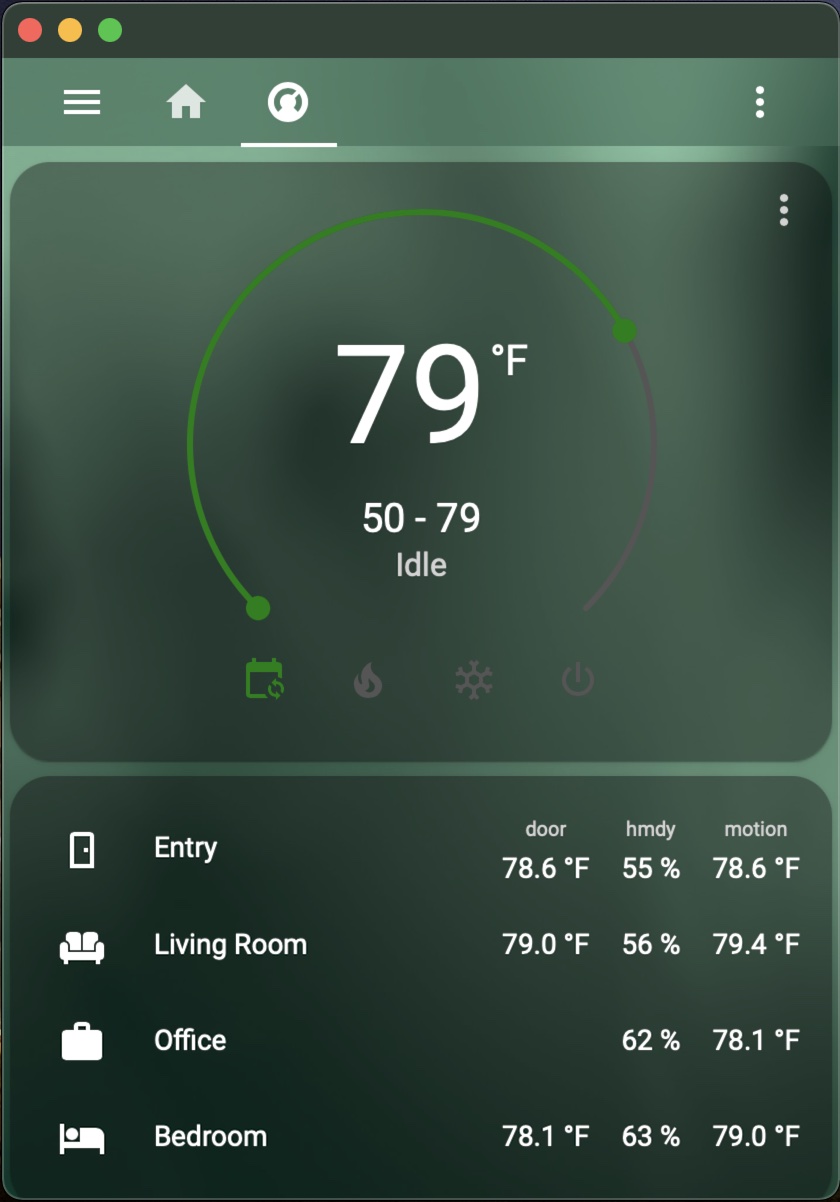 79 °F
50 - 79
Idle
door hmdy motion
Entry 78.6 °F 55 % 78.6 °F
Living Room 79.0 °F 56 % 79.4 °F
Office 62 % 78.1 °F
Bedroom 78.1 °F 63 % 79.0 °F